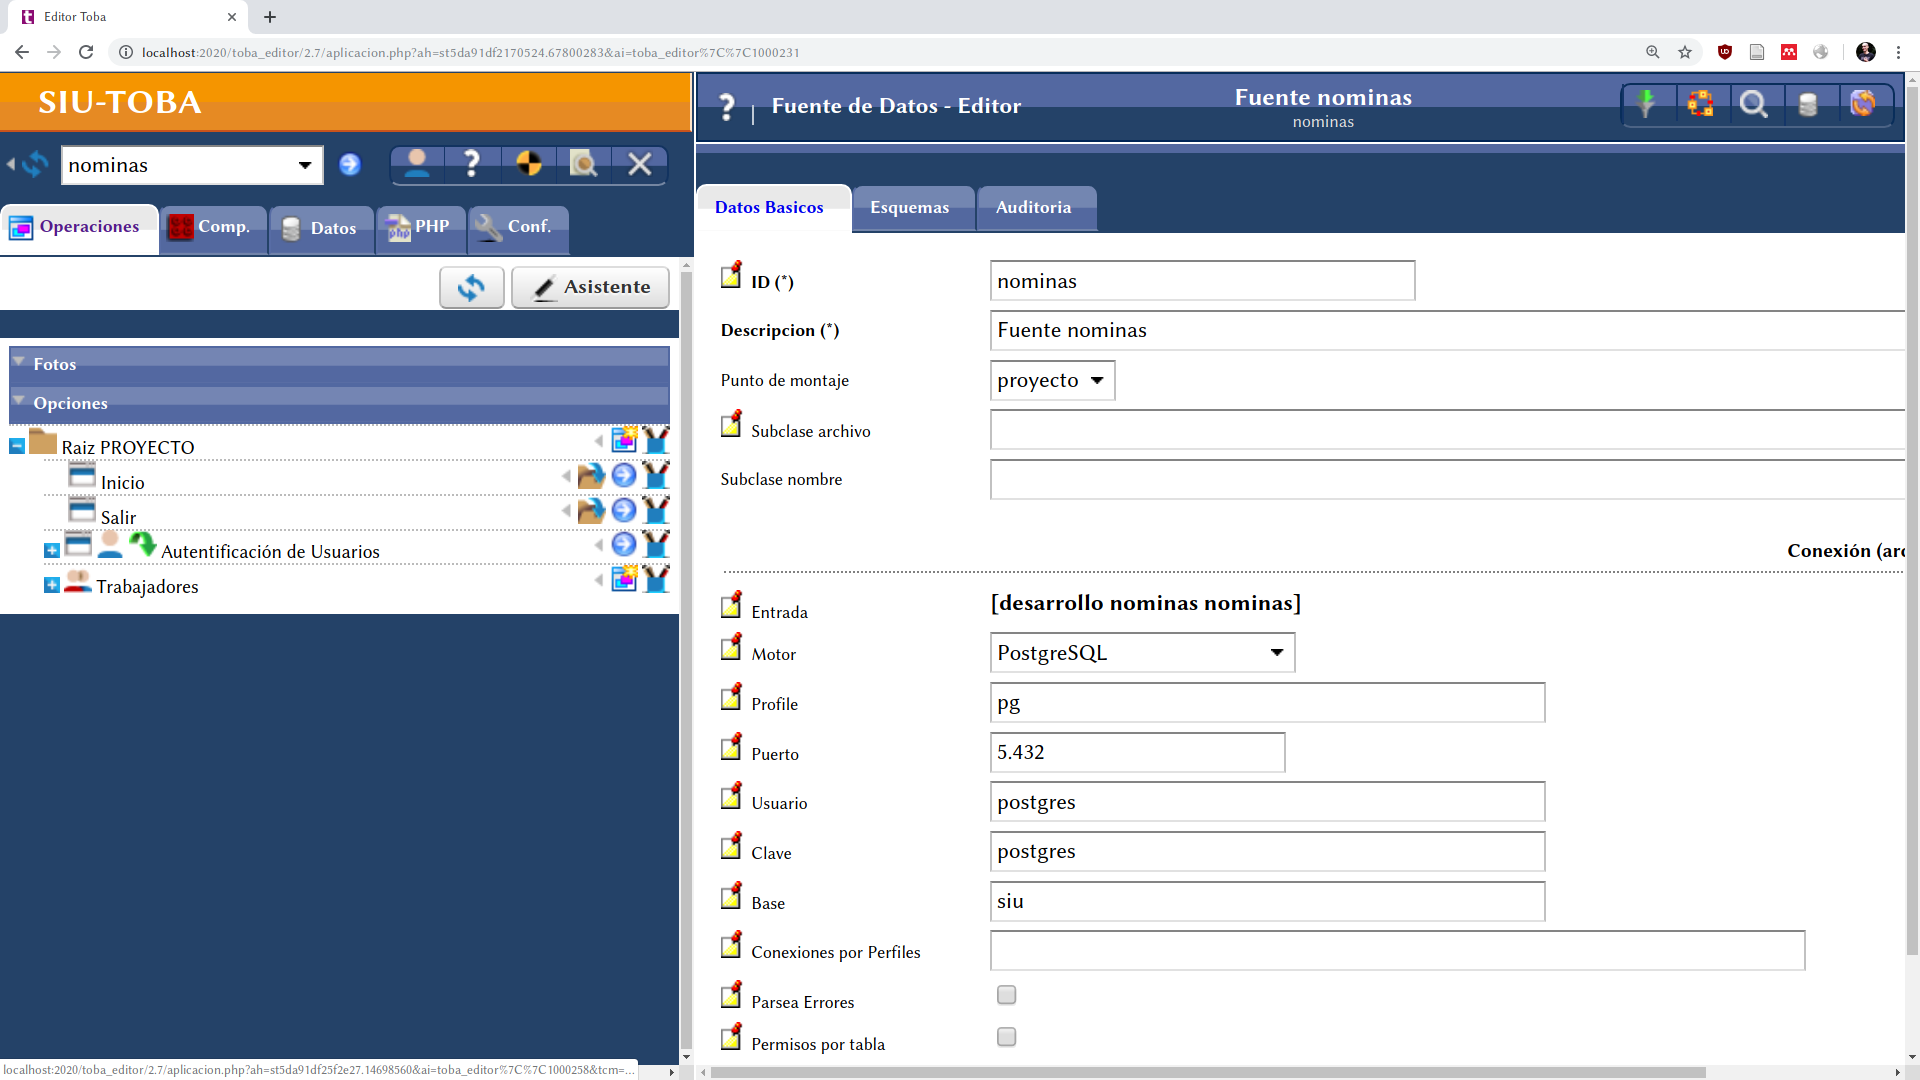 Editor Toba
localhost:2020/toba_editor/2.7/aplicacion.php?ah=st5da91df2170524.67800283&ai=toba_editor%7C%7C1000231
SIU-TOBA
nominas
Operaciones
Comp.
Datos
PHP
Conf.
Asistente
Fotos
Opciones
Raiz PROYECTO
Inicio
Salir
Autentificación de Usuarios
Trabajadores
localhost:2020/toba_editor/2.7/aplicacion.php?ah=st5da91df25f2e27.14698560&ai=toba_editor%7C%7C1000258&tcm=...
Fuente de Datos - Editor
Fuente nominas
nominas
Datos Basicos
Esquemas
Auditoria
ID (*)
nominas
Descripcion (*)
Fuente nominas
Punto de montaje
proyecto
Subclase archivo
Subclase nombre
Conexión (arc
Entrada
[desarrollo nominas nominas]
Motor
PostgreSQL
Profile
pg
Puerto
5.432
Usuario
postgres
Clave
postgres
Base
siu
Conexiones por Perfiles
Parsea Errores
Permisos por tabla